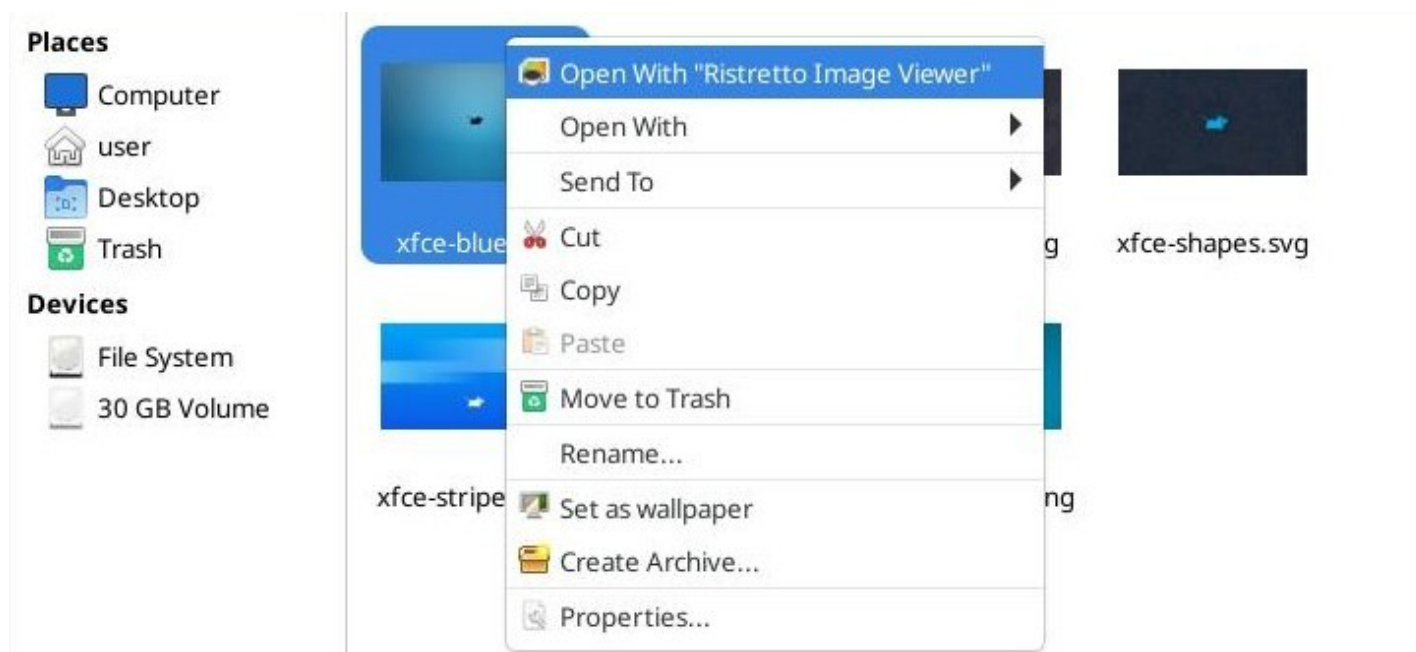 Places
Computer
user
Desktop
Trash
Devices
File System
30 GB Volume
Open With "Ristretto Image Viewer"
Open With
Send To
Cut
Copy
Paste
Move to Trash
Rename...
Set as wallpaper
Create Archive...
Properties...
xfce-blue
g
xfce-shapes.svg
xfce-stripe
ng